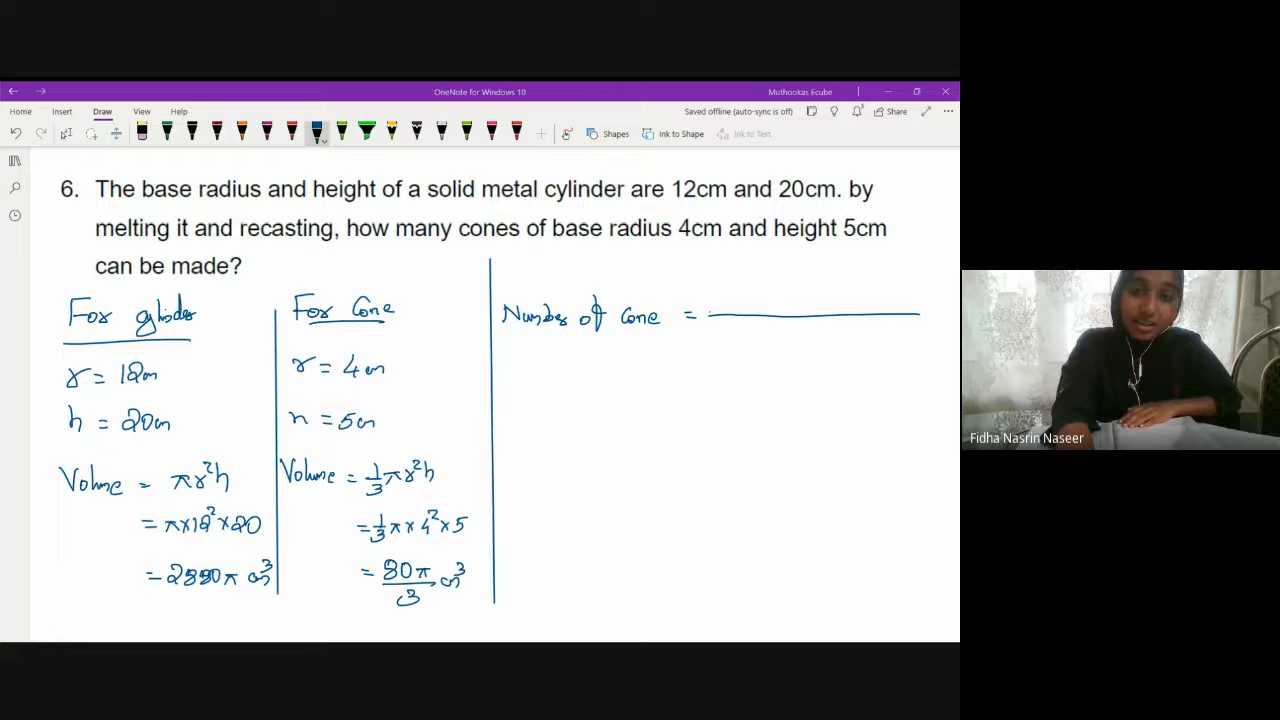 OneNote for Windows 10
Muthookas Ecube
Home Insert Draw View Help
Saved offline (auto-sync is off)
Share
Shapes
Ink to Shape
Ink to Text
6. The base radius and height of a solid metal cylinder are 12cm and 20cm. by
melting it and recasting, how many cones of base radius 4cm and height 5cm
can be made?
For cylinder
r = 12cm
h = 20cm
Volume = πr²h
= π×12²×20
= 2880π cm³
For Cone
r = 4cm
h = 5cm
Volume = 1/3 πr²h
= 1/3 π×4²×5
= 80π/3 cm³
Number of Cone =
Fidha Nasrin Naseer